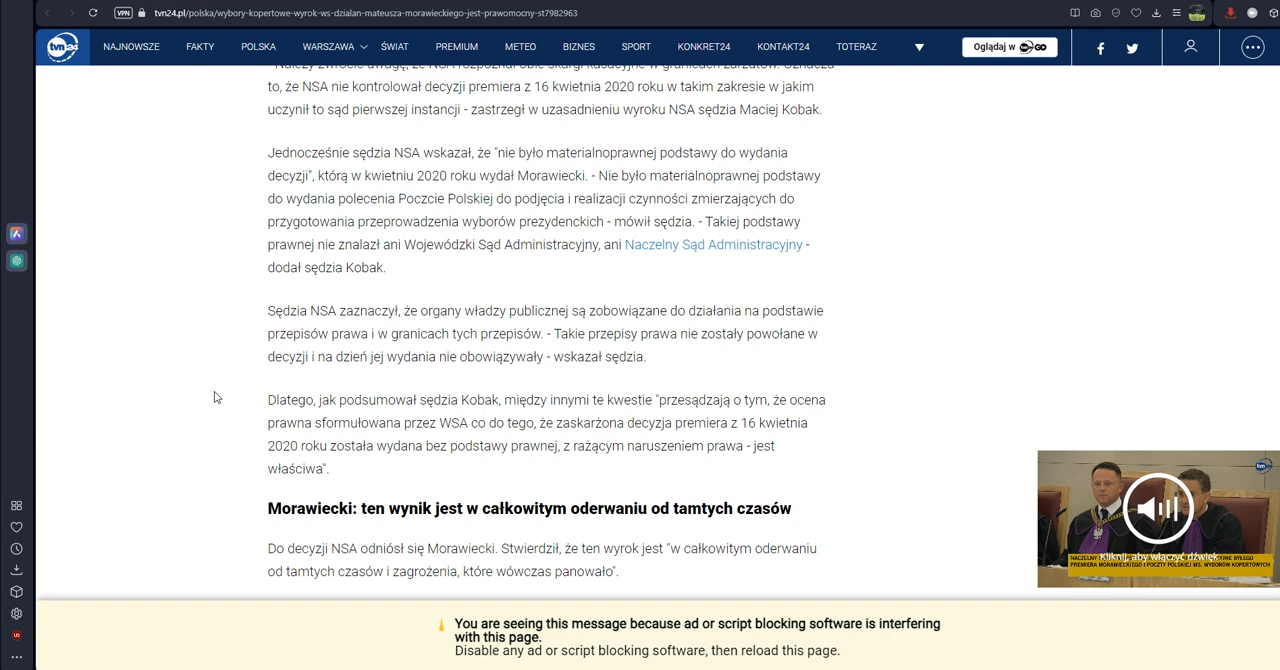 VPN
tvn24.pl/polska/wybory-kopertowe-wyrok-ws-dzialan-mateusza-morawieckiego-jest-prawomocny-st7982963
tvn24
NAJNOWSZE
FAKTY
POLSKA
WARSZAWA
ŚWIAT
PREMIUM
METEO
BIZNES
SPORT
KONKRET24
KONTAKT24
TOTERAZ
Oglądaj w GO
- Należy zwrócić uwagę, że NSA rozpoznał obie skargi kasacyjne w granicach zarzutów. Oznacza
to, że NSA nie kontrolował decyzji premiera z 16 kwietnia 2020 roku w takim zakresie w jakim
uczynił to sąd pierwszej instancji - zastrzegł w uzasadnieniu wyroku NSA sędzia Maciej Kobak.
Jednocześnie sędzia NSA wskazał, że "nie było materialnoprawnej podstawy do wydania
decyzji", którą w kwietniu 2020 roku wydał Morawiecki. - Nie było materialnoprawnej podstawy
do wydania polecenia Poczcie Polskiej do podjęcia i realizacji czynności zmierzających do
przygotowania przeprowadzenia wyborów prezydenckich - mówił sędzia. - Takiej podstawy
prawnej nie znalazł ani Wojewódzki Sąd Administracyjny, ani Naczelny Sąd Administracyjny -
dodał sędzia Kobak.
Sędzia NSA zaznaczył, że organy władzy publicznej są zobowiązane do działania na podstawie
przepisów prawa i w granicach tych przepisów. - Takie przepisy prawa nie zostały powołane w
decyzji i na dzień jej wydania nie obowiązywały - wskazał sędzia.
Dlatego, jak podsumował sędzia Kobak, między innymi te kwestie "przesądzają o tym, że ocena
prawna sformułowana przez WSA co do tego, że zaskarżona decyzja premiera z 16 kwietnia
2020 roku została wydana bez podstawy prawnej, z rażącym naruszeniem prawa - jest
właściwa".
Morawiecki: ten wynik jest w całkowitym oderwaniu od tamtych czasów
Do decyzji NSA odniósł się Morawiecki. Stwierdził, że ten wyrok jest "w całkowitym oderwaniu
od tamtych czasów i zagrożenia, które wówczas panowało".
Kliknij, aby włączyć dźwięk
NACZELNY
BYŁEGO
PREMIERA MORAWIECKIEGO I POCZTY POLSKIEJ WS. WYBORÓW KOPERTOWYCH
You are seeing this message because ad or script blocking software is interfering
with this page.
Disable any ad or script blocking software, then reload this page.